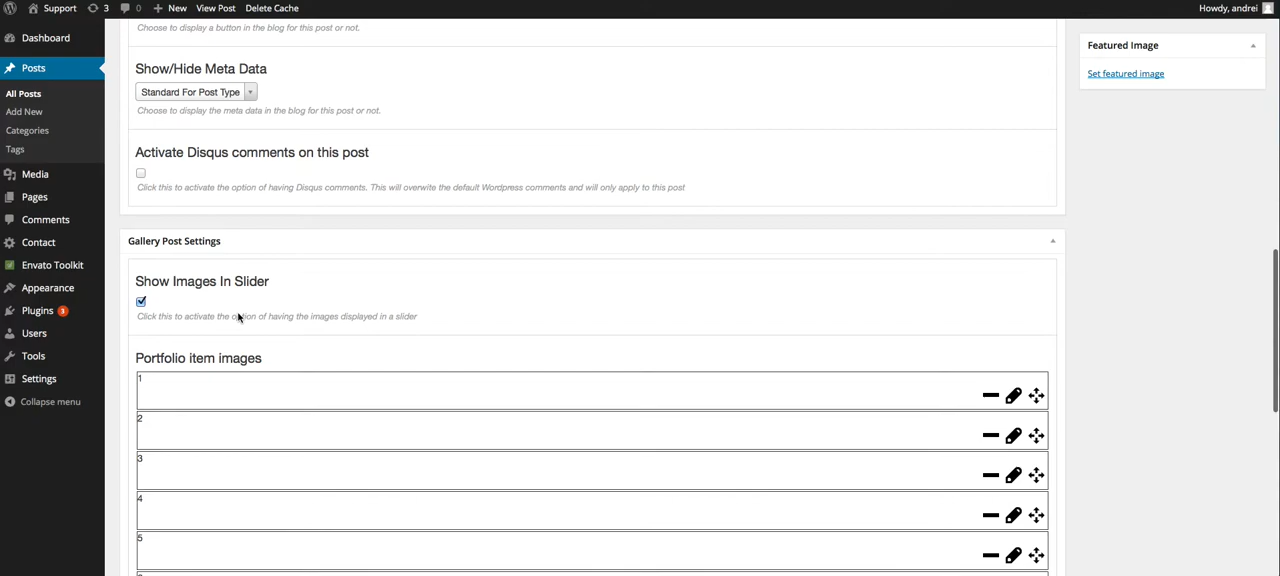 Support 3 0 + New View Post Delete Cache Howdy, andrei
Dashboard
Posts
All Posts
Add New
Categories
Tags
Media
Pages
Comments
Contact
Envato Toolkit
Appearance
Plugins 3
Users
Tools
Settings
Collapse menu
Choose to display a button in the blog for this post or not.
Show/Hide Meta Data
Standard For Post Type
Choose to display the meta data in the blog for this post or not.
Activate Disqus comments on this post
Click this to activate the option of having Disqus comments. This will overwite the default Wordpress comments and will only apply to this post
Gallery Post Settings
Show Images In Slider
Click this to activate the option of having the images displayed in a slider
Portfolio item images
1
2
3
4
5
Featured Image
Set featured image